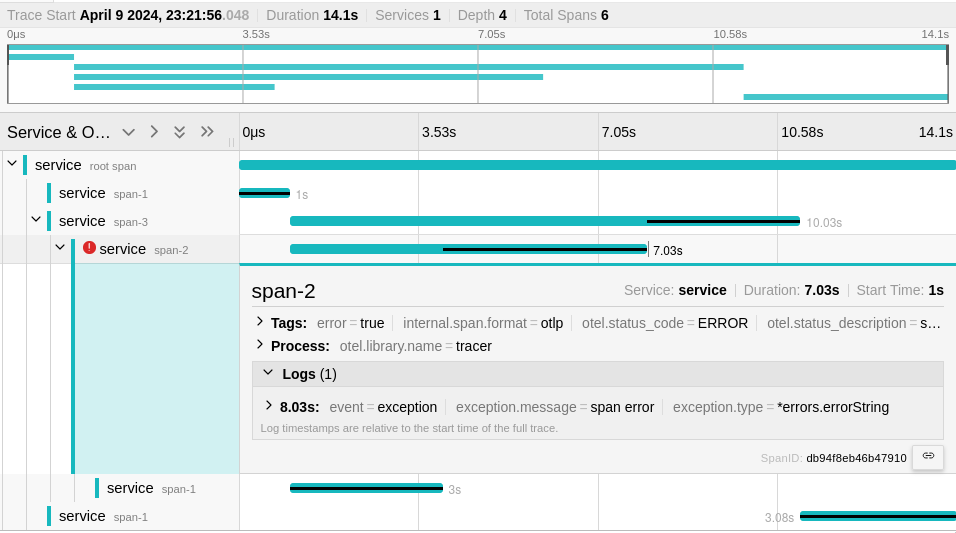 Trace Start April 9 2024, 23:21:56.048 Duration 14.1s Services 1 Depth 4 Total Spans 6
0μs 3.53s 7.05s 10.58s 14.1s
Service & O… 0μs 3.53s 7.05s 10.58s 14.1s
service root span
service span-1 1s
service span-3 10.03s
service span-2 7.03s
span-2 Service: service Duration: 7.03s Start Time: 1s
Tags: error = true internal.span.format = otlp otel.status_code = ERROR otel.status_description = s…
Process: otel.library.name = tracer
Logs (1)
8.03s: event = exception exception.message = span error exception.type = *errors.errorString
Log timestamps are relative to the start time of the full trace.
SpanID: db94f8eb46b47910
service span-1 3s
service span-1 3.08s